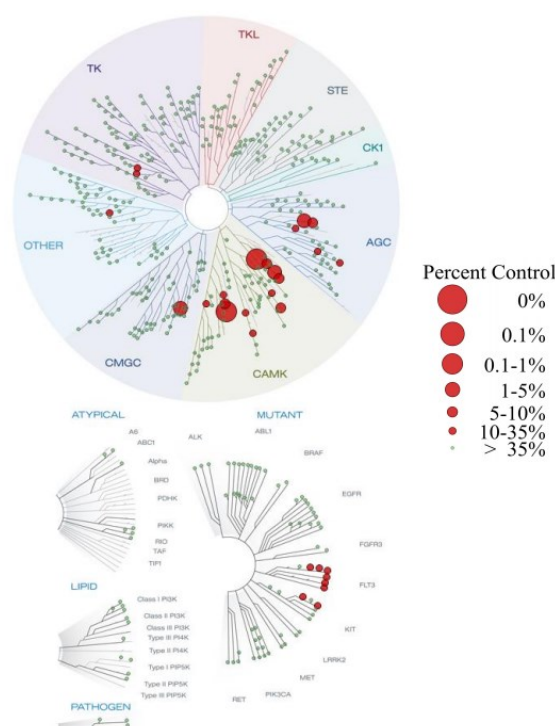 TKL
TK
STE
CK1
OTHER
AGC
CMGC
CAMK
Percent Control
0%
0.1%
0.1-1%
1-5%
5-10%
10-35%
> 35%
ATYPICAL
MUTANT
A6
ABC1
Alpha
BRD
PDHK
PIKK
RIO
TAF
TIF1
ALK
ABL1
BRAF
EGFR
FGFR3
FLT3
KIT
LRRK2
MET
PIK3CA
RET
LIPID
Class I PI3K
Class II PI3K
Class III PI3K
Type III PI4K
Type II PI4K
Type I PIP5K
Type II PIP5K
Type III PIP5K
PATHOGEN